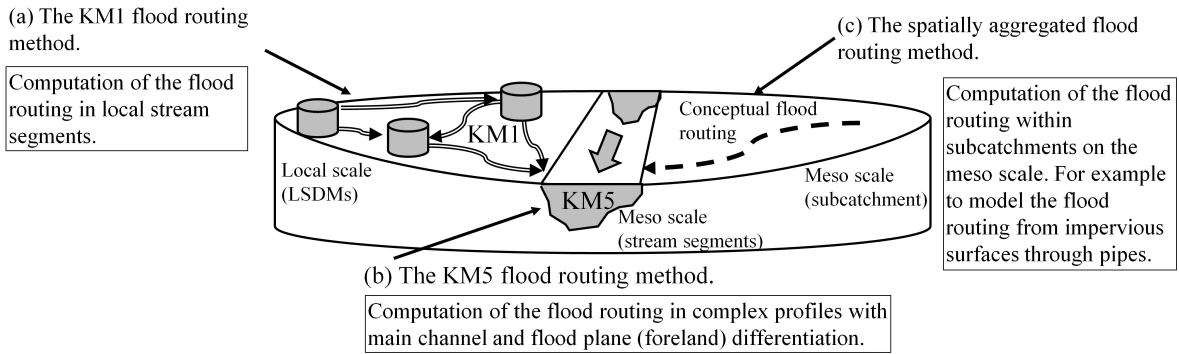 (a) The KM1 flood routing
method.
Computation of the flood
routing in local stream
segments.
(c) The spatially aggregated flood
routing method.
Computation of the flood
routing within
subcatchments on the
meso scale. For example
to model the flood
routing from impervious
surfaces through pipes.
KM1
Conceptual flood
routing
Local scale
(LSDMs)
Meso scale
(subcatchment)
KM5
Meso scale
(stream segments)
(b) The KM5 flood routing method.
Computation of the flood routing in complex profiles with
main channel and flood plane (foreland) differentiation.